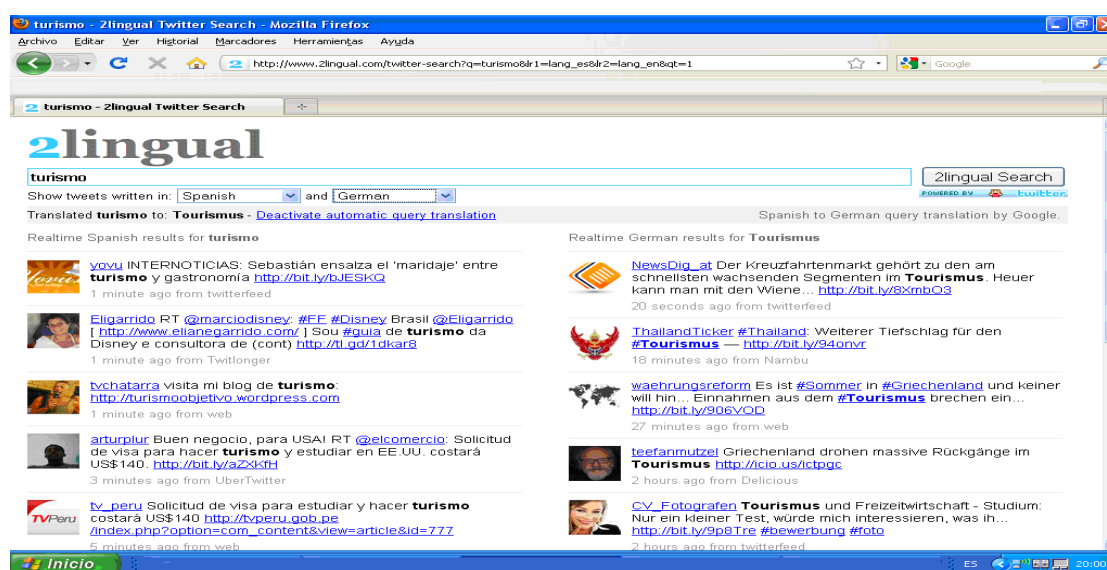 turismo - 2lingual Twitter Search - Mozilla Firefox
Archivo Editar Ver Historial Marcadores Herramientas Ayuda
http://www.2lingual.com/twitter-search?q=turismo&lr1=lang_es&lr2=lang_en&qt=1
Google
2 turismo - 2lingual Twitter Search
2lingual
turismo
2lingual Search
Show tweets written in: Spanish and German
POWERED BY twitter
Translated turismo to: Tourismus - Deactivate automatic query translation
Spanish to German query translation by Google.
Realtime Spanish results for turismo
yovu INTERNOTICIAS: Sebastián ensalza el 'maridaje' entre
turismo y gastronomía http://bit.ly/bJESKQ
1 minute ago from twitterfeed
Eligarrido RT @marciodisney: #FF #Disney Brasil @Eligarrido
[ http://www.elianegarrido.com/ ] Sou #guia de turismo da
Disney e consultora de (cont) http://tl.gd/1dkar8
1 minute ago from Twitlonger
tvchatarra visita mi blog de turismo:
http://turismoobjetivo.wordpress.com
1 minute ago from web
arturplur Buen negocio, para USA! RT @elcomercio: Solicitud
de visa para hacer turismo y estudiar en EE.UU. costará
US$140. http://bit.ly/aZXKfH
3 minutes ago from UberTwitter
TVPeru
tv_peru Solicitud de visa para estudiar y hacer turismo
costará US$140 http://tvperu.gob.pe
/index.php?option=com_content&view=article&id=777
5 minutes ago from web
Realtime German results for Tourismus
NewsDig_at Der Kreuzfahrtenmarkt gehört zu den am
schnellsten wachsenden Segmenten im Tourismus. Heuer
kann man mit den Wiene... http://bit.ly/8XmbO3
20 seconds ago from twitterfeed
ThailandTicker #Thailand: Weiterer Tiefschlag für den
#Tourismus — http://bit.ly/94onvr
18 minutes ago from Nambu
waehrungsreform Es ist #Sommer in #Griechenland und keiner
will hin... Einnahmen aus dem #Tourismus brechen ein...
http://bit.ly/906VOD
27 minutes ago from web
teefanmutzel Griechenland drohen massive Rückgänge im
Tourismus http://icio.us/ictpgc
2 hours ago from Delicious
CV_Fotografen Tourismus und Freizeitwirtschaft - Studium:
Nur ein kleiner Test, würde mich interessieren, was ih...
http://bit.ly/9p8Tre #bewerbung #foto
2 hours ago from twitterfeed
Inicio
ES
20:00